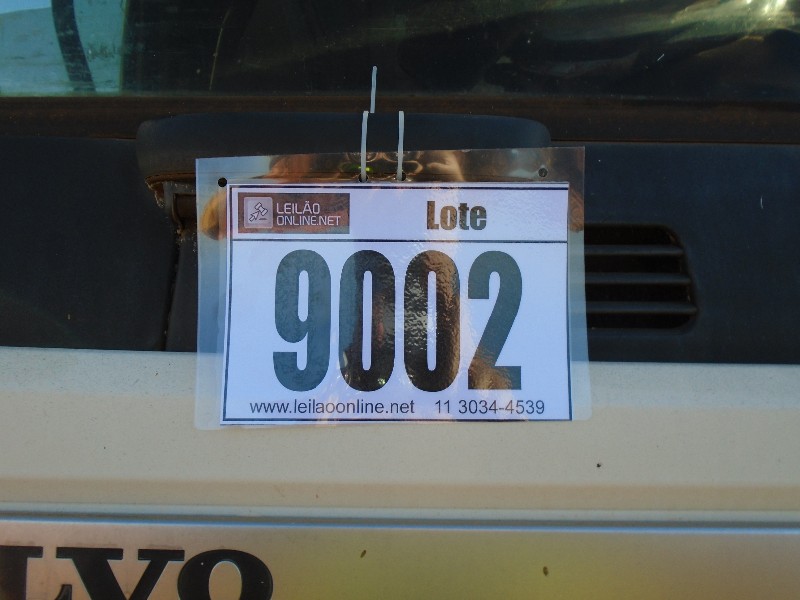 LEILÃO
ONLINE.NET
Lote
9002
www.leilaoonline.net 11 3034-4539
LVO